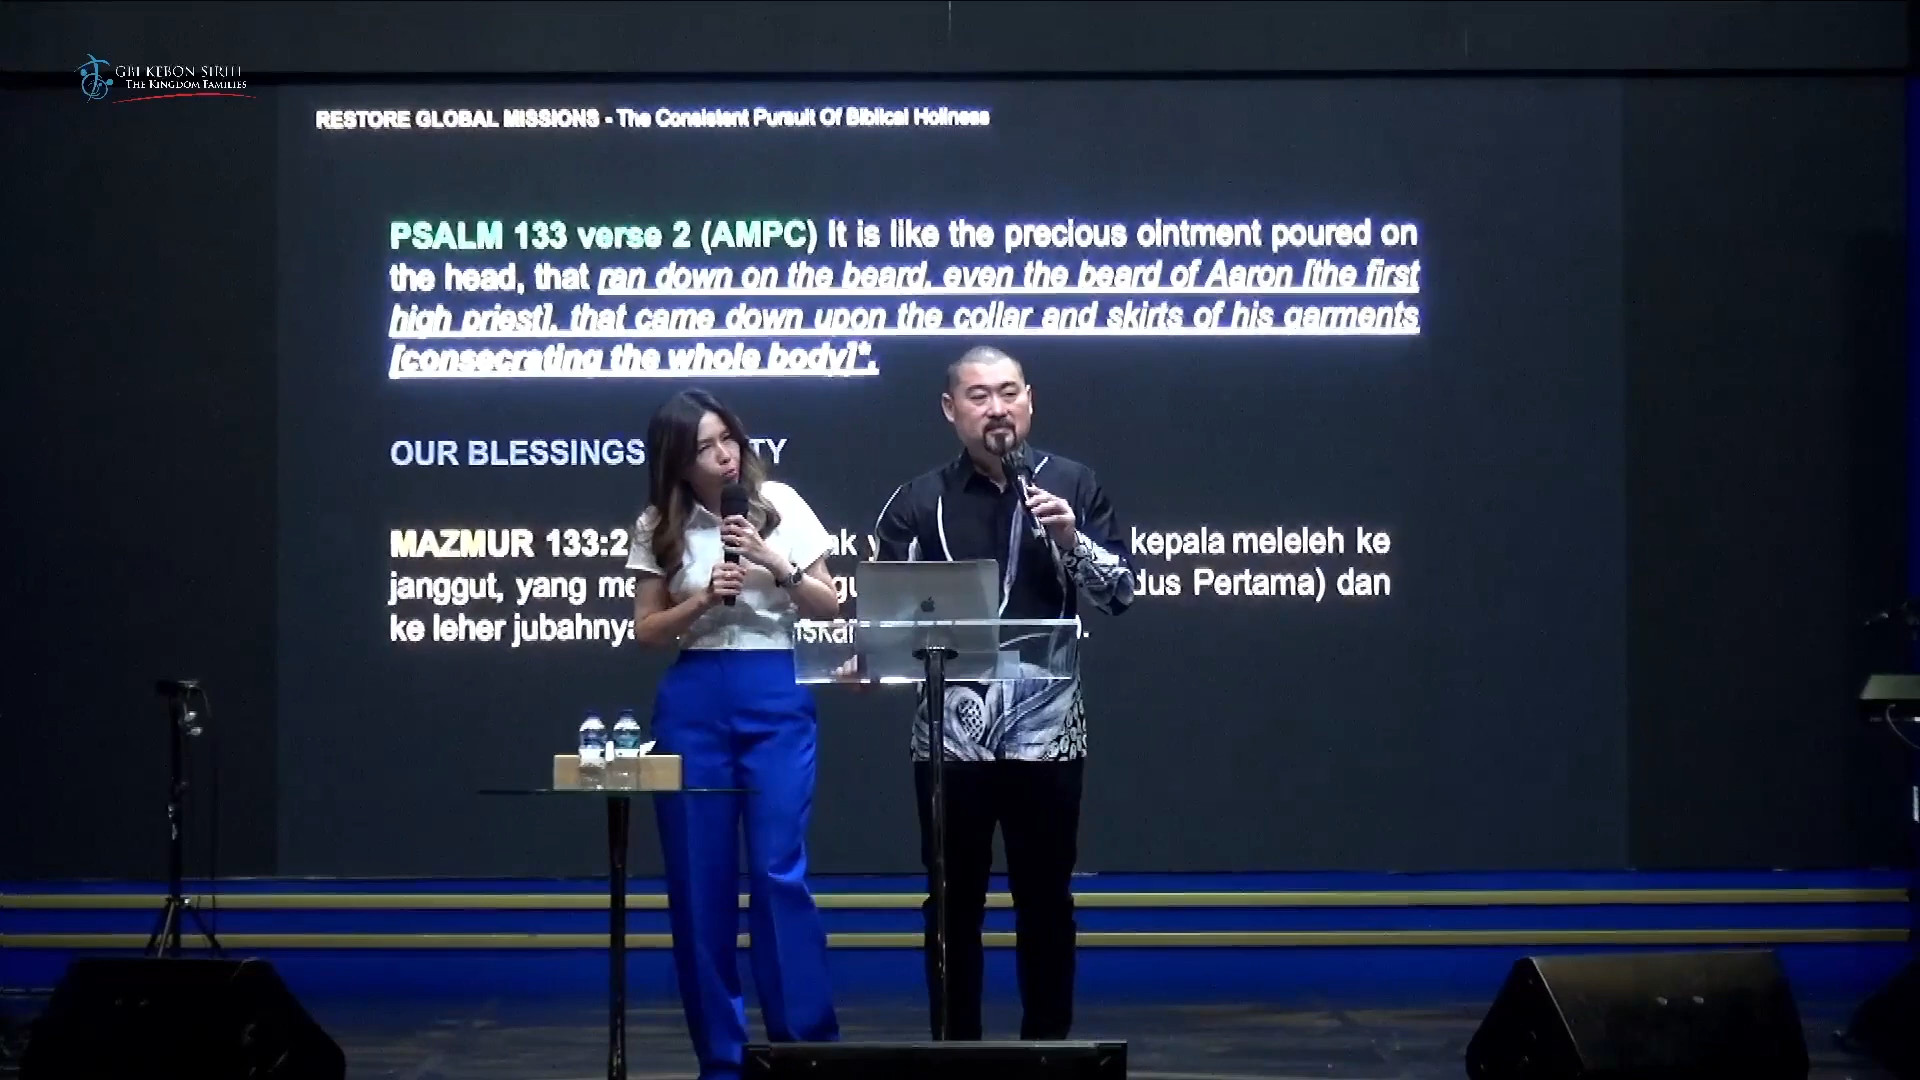 GBI KEBON SIRIH
THE KINGDOM FAMILIES
RESTORE GLOBAL MISSIONS - The Consistent Pursuit Of Biblical Holiness
PSALM 133 verse 2 (AMPC) It is like the precious ointment poured on
the head, that ran down on the beard, even the beard of Aaron [the first
high priest], that came down upon the collar and skirts of his garments
[consecrating the whole body]*.
OUR BLESSINGS
MAZMUR 133:2 kepala meleleh ke
janggut, yang Pertama) dan
ke leher